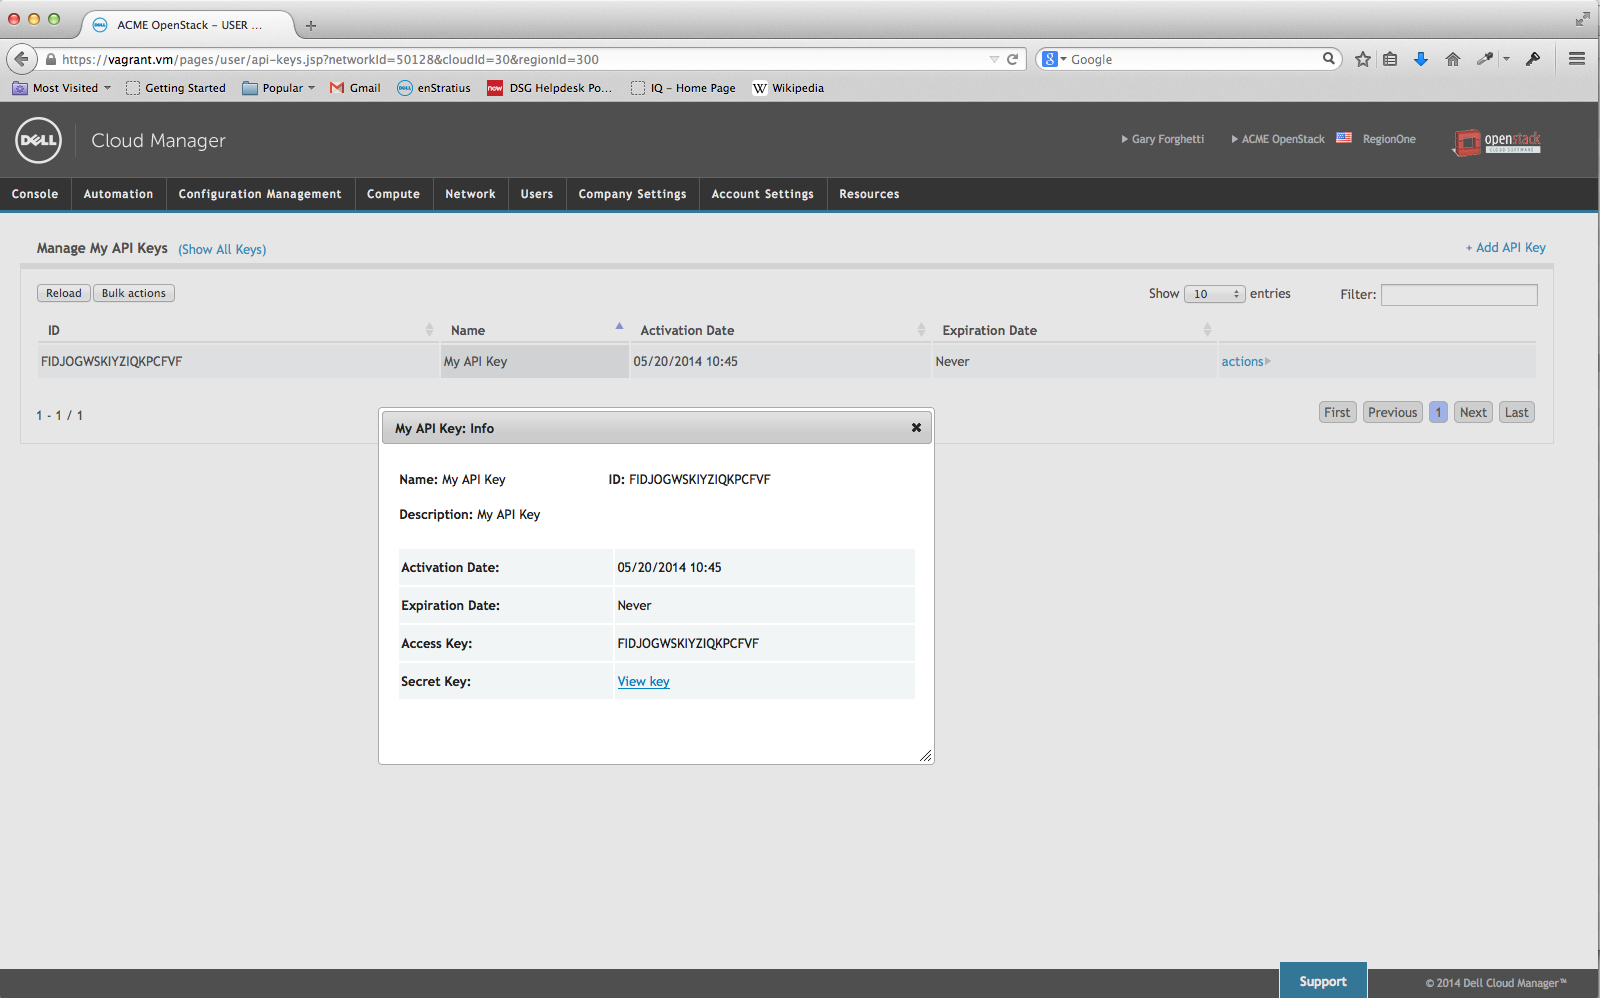 ACME OpenStack – USER ...
https://vagrant.vm/pages/user/api-keys.jsp?networkId=50128&cloudId=30&regionId=300
Google
Most Visited Getting Started Popular Gmail enStratius DSG Helpdesk Po... IQ – Home Page Wikipedia
DELL Cloud Manager
Gary Forghetti ACME OpenStack RegionOne openstack
CLOUD SOFTWARE
Console Automation Configuration Management Compute Network Users Company Settings Account Settings Resources
Manage My API Keys (Show All Keys) + Add API Key
Reload Bulk actions Show 10 entries Filter:
ID Name Activation Date Expiration Date
FIDJOGWSKIYZIQKPCFVF My API Key 05/20/2014 10:45 Never actions
1 - 1 / 1 First Previous 1 Next Last
My API Key: Info
Name: My API Key ID: FIDJOGWSKIYZIQKPCFVF
Description: My API Key
Activation Date: 05/20/2014 10:45
Expiration Date: Never
Access Key: FIDJOGWSKIYZIQKPCFVF
Secret Key: View key
Support © 2014 Dell Cloud Manager™